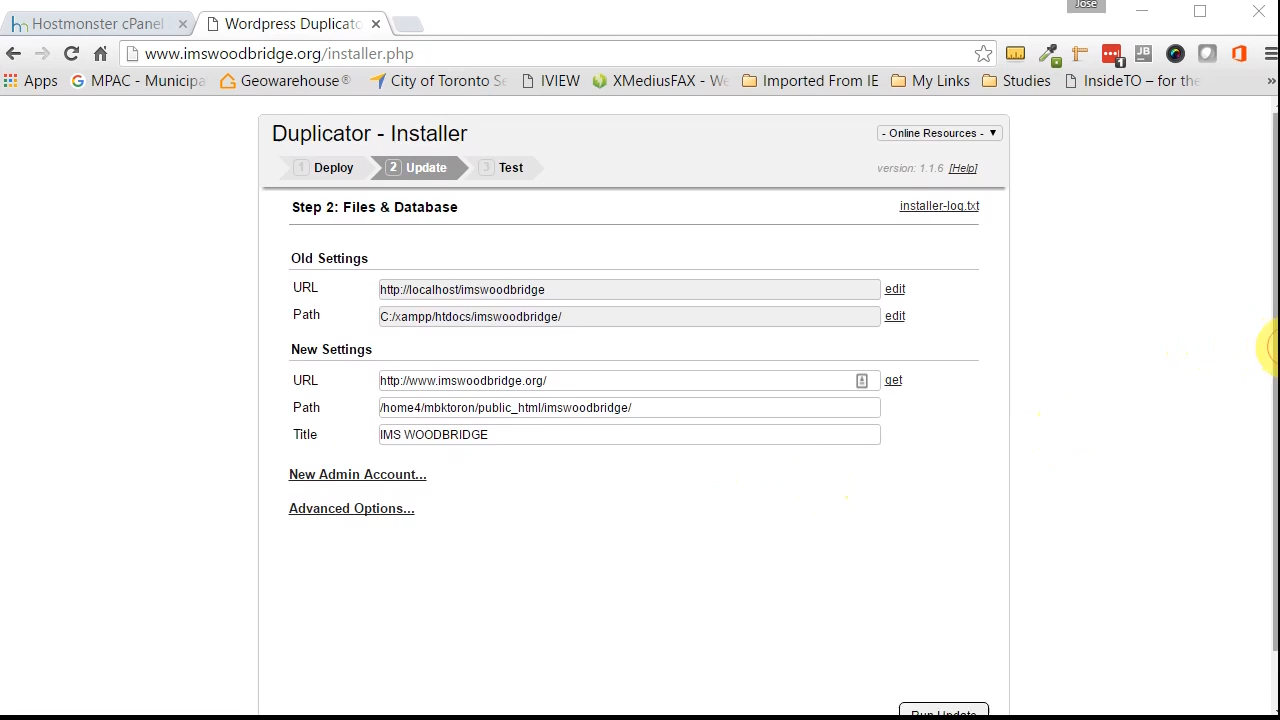 Jose
Hostmonster cPanel
Wordpress Duplicato
www.imswoodbridge.org/installer.php
1
JB
Apps
MPAC - Municipa
Geowarehouse®
City of Toronto Se
IVIEW
XMediusFAX - We
Imported From IE
My Links
Studies
InsideTO – for the
»
Duplicator - Installer
- Online Resources -
1 Deploy
2 Update
3 Test
version: 1.1.6 [Help]
Step 2: Files & Database
installer-log.txt
Old Settings
URL http://localhost/imswoodbridge edit
Path C:/xampp/htdocs/imswoodbridge/ edit
New Settings
URL http://www.imswoodbridge.org/ get
Path /home4/mbktoron/public_html/imswoodbridge/
Title IMS WOODBRIDGE
New Admin Account...
Advanced Options...
Run Update